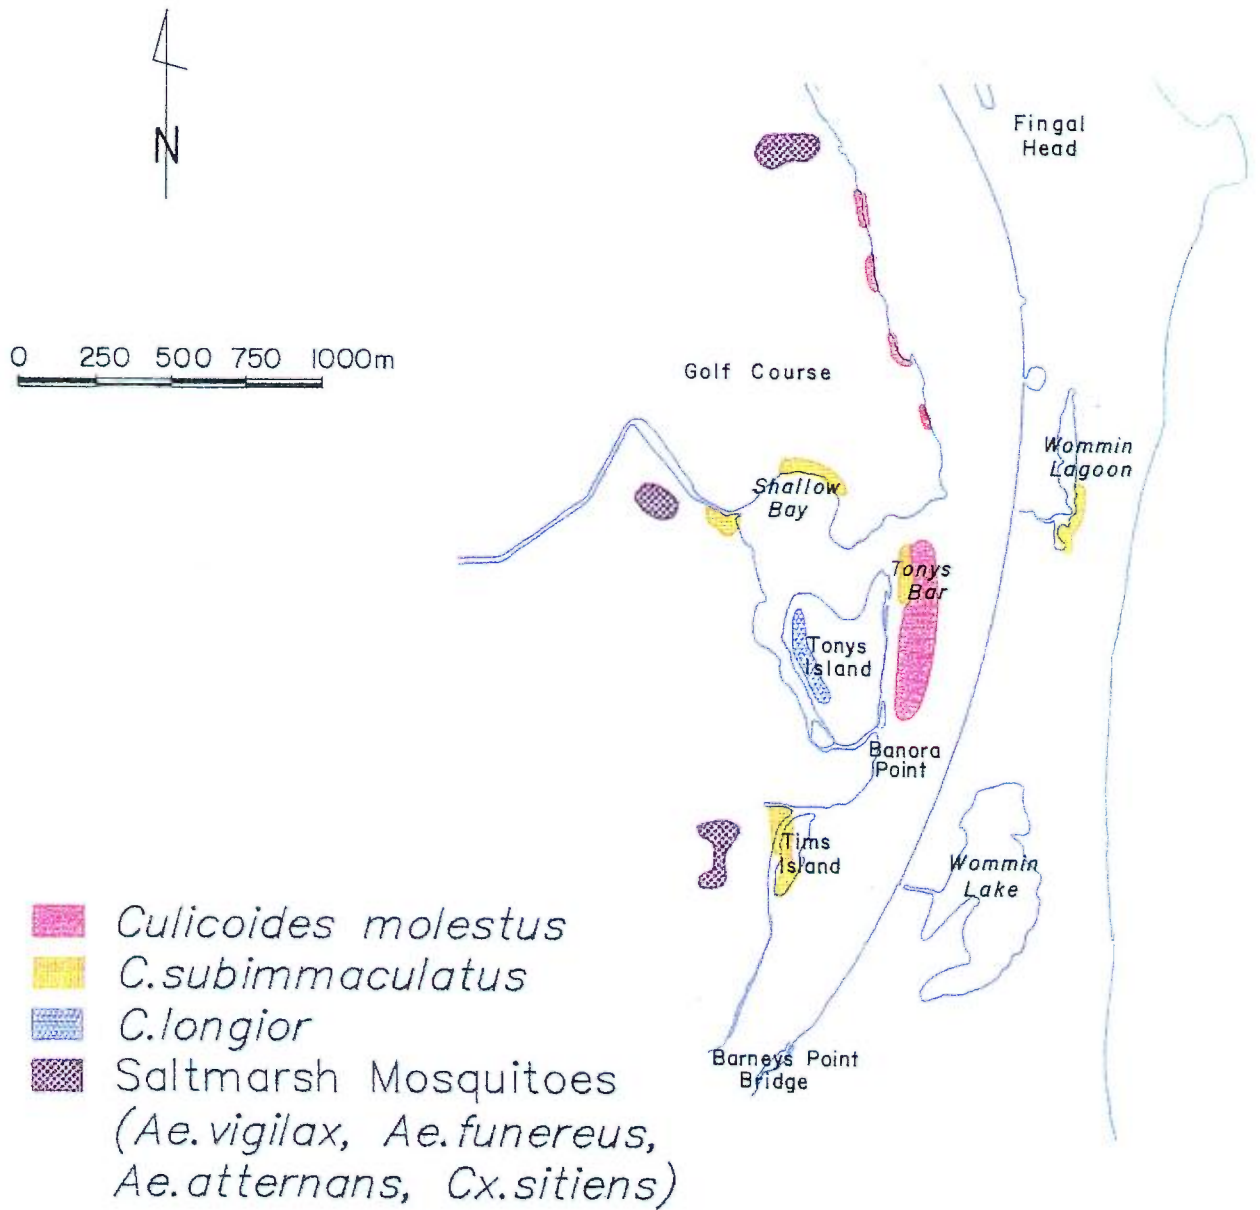 N
Fingal
Head
0 250 500 750 1000m
Golf Course
Wommin
Lagoon
Shallow
Bay
Tonys
Bar
Tonys
Island
Banora
Point
Tims
Island
Wommin
Lake
Barneys Point
Bridge
Culicoides molestus
C.subimmaculatus
C.longior
Saltmarsh Mosquitoes
(Ae.vigilax, Ae.funereus,
Ae.atternans, Cx.sitiens)